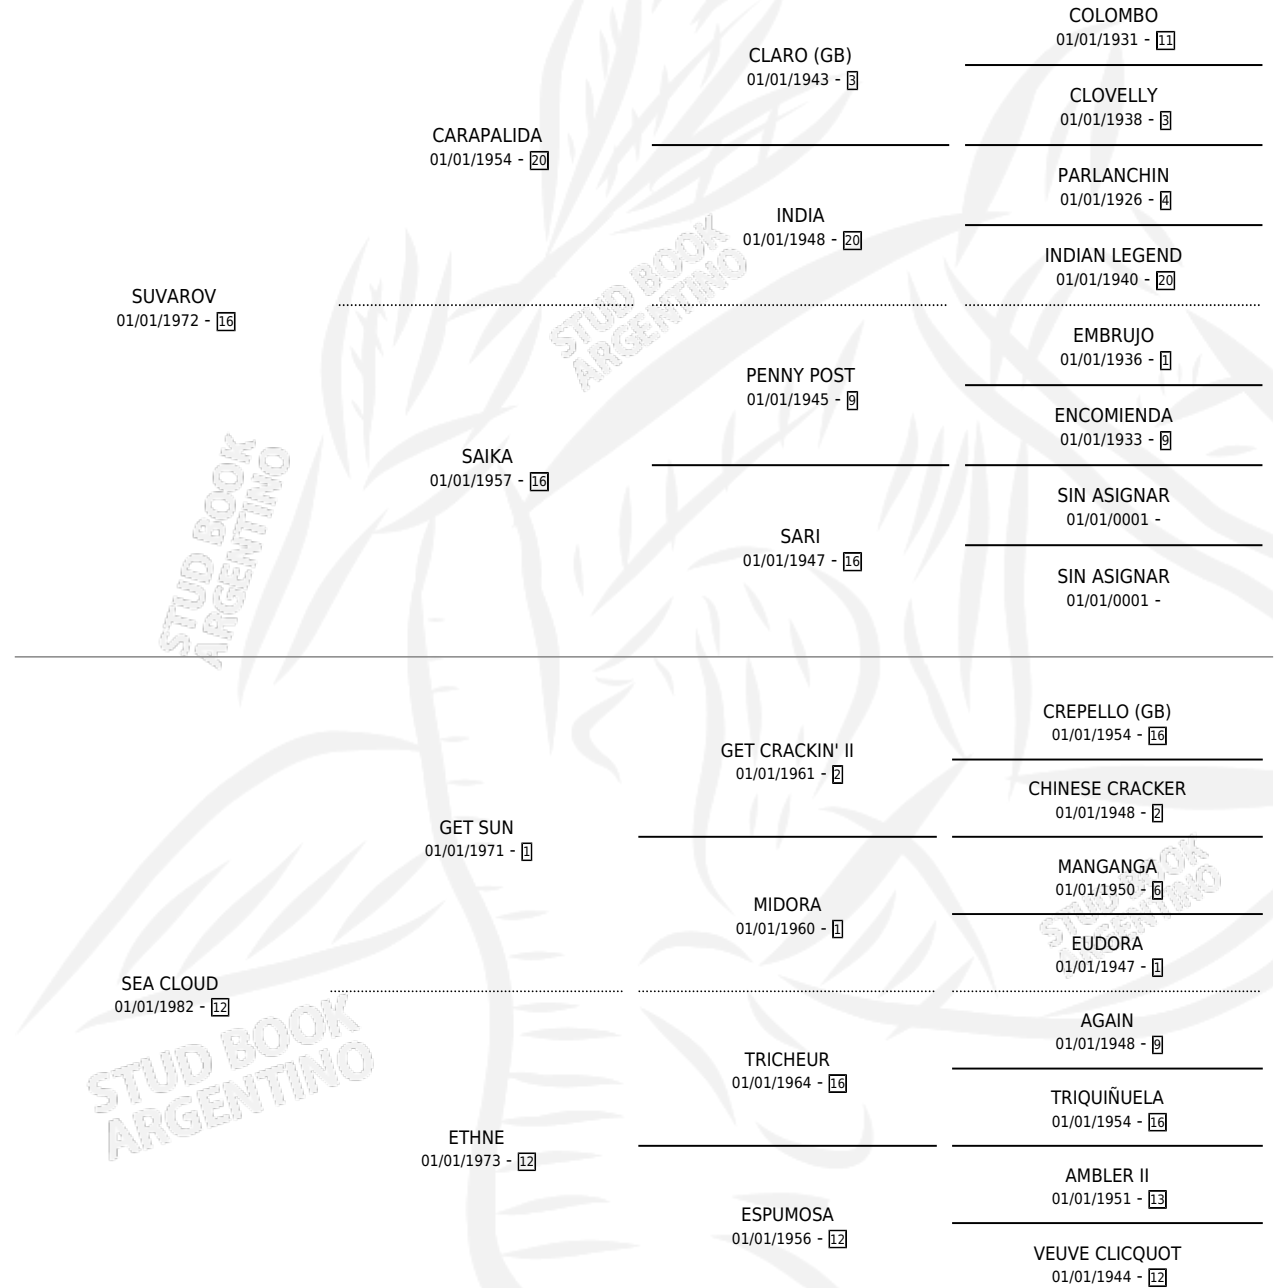 COLOMBO
01/01/1931 - 11
CLARO (GB)
01/01/1943 - 3
CLOVELLY
01/01/1938 - 3
CARAPALIDA
01/01/1954 - 20
PARLANCHIN
01/01/1926 - 4
INDIA
01/01/1948 - 20
INDIAN LEGEND
01/01/1940 - 20
SUVAROV
01/01/1972 - 16
STUD BOOK
ARGENTINO
EMBRUJO
01/01/1936 - 1
PENNY POST
01/01/1945 - 9
ENCOMIENDA
01/01/1933 - 9
SAIKA
01/01/1957 - 16
SIN ASIGNAR
01/01/0001 -
SARI
01/01/1947 - 16
SIN ASIGNAR
01/01/0001 -
STUD BOOK
ARGENTINO
CREPELLO (GB)
01/01/1954 - 16
GET CRACKIN' II
01/01/1961 - 2
CHINESE CRACKER
01/01/1948 - 2
GET SUN
01/01/1971 - 1
MANGANGA
01/01/1950 - 6
MIDORA
01/01/1960 - 1
EUDORA
01/01/1947 - 1
STUD BOOK
ARGENTINO
SEA CLOUD
01/01/1982 - 12
STUD BOOK
ARGENTINO
AGAIN
01/01/1948 - 9
TRICHEUR
01/01/1964 - 16
TRIQUIÑUELA
01/01/1954 - 16
ETHNE
01/01/1973 - 12
AMBLER II
01/01/1951 - 13
ESPUMOSA
01/01/1956 - 12
VEUVE CLICQUOT
01/01/1944 - 12